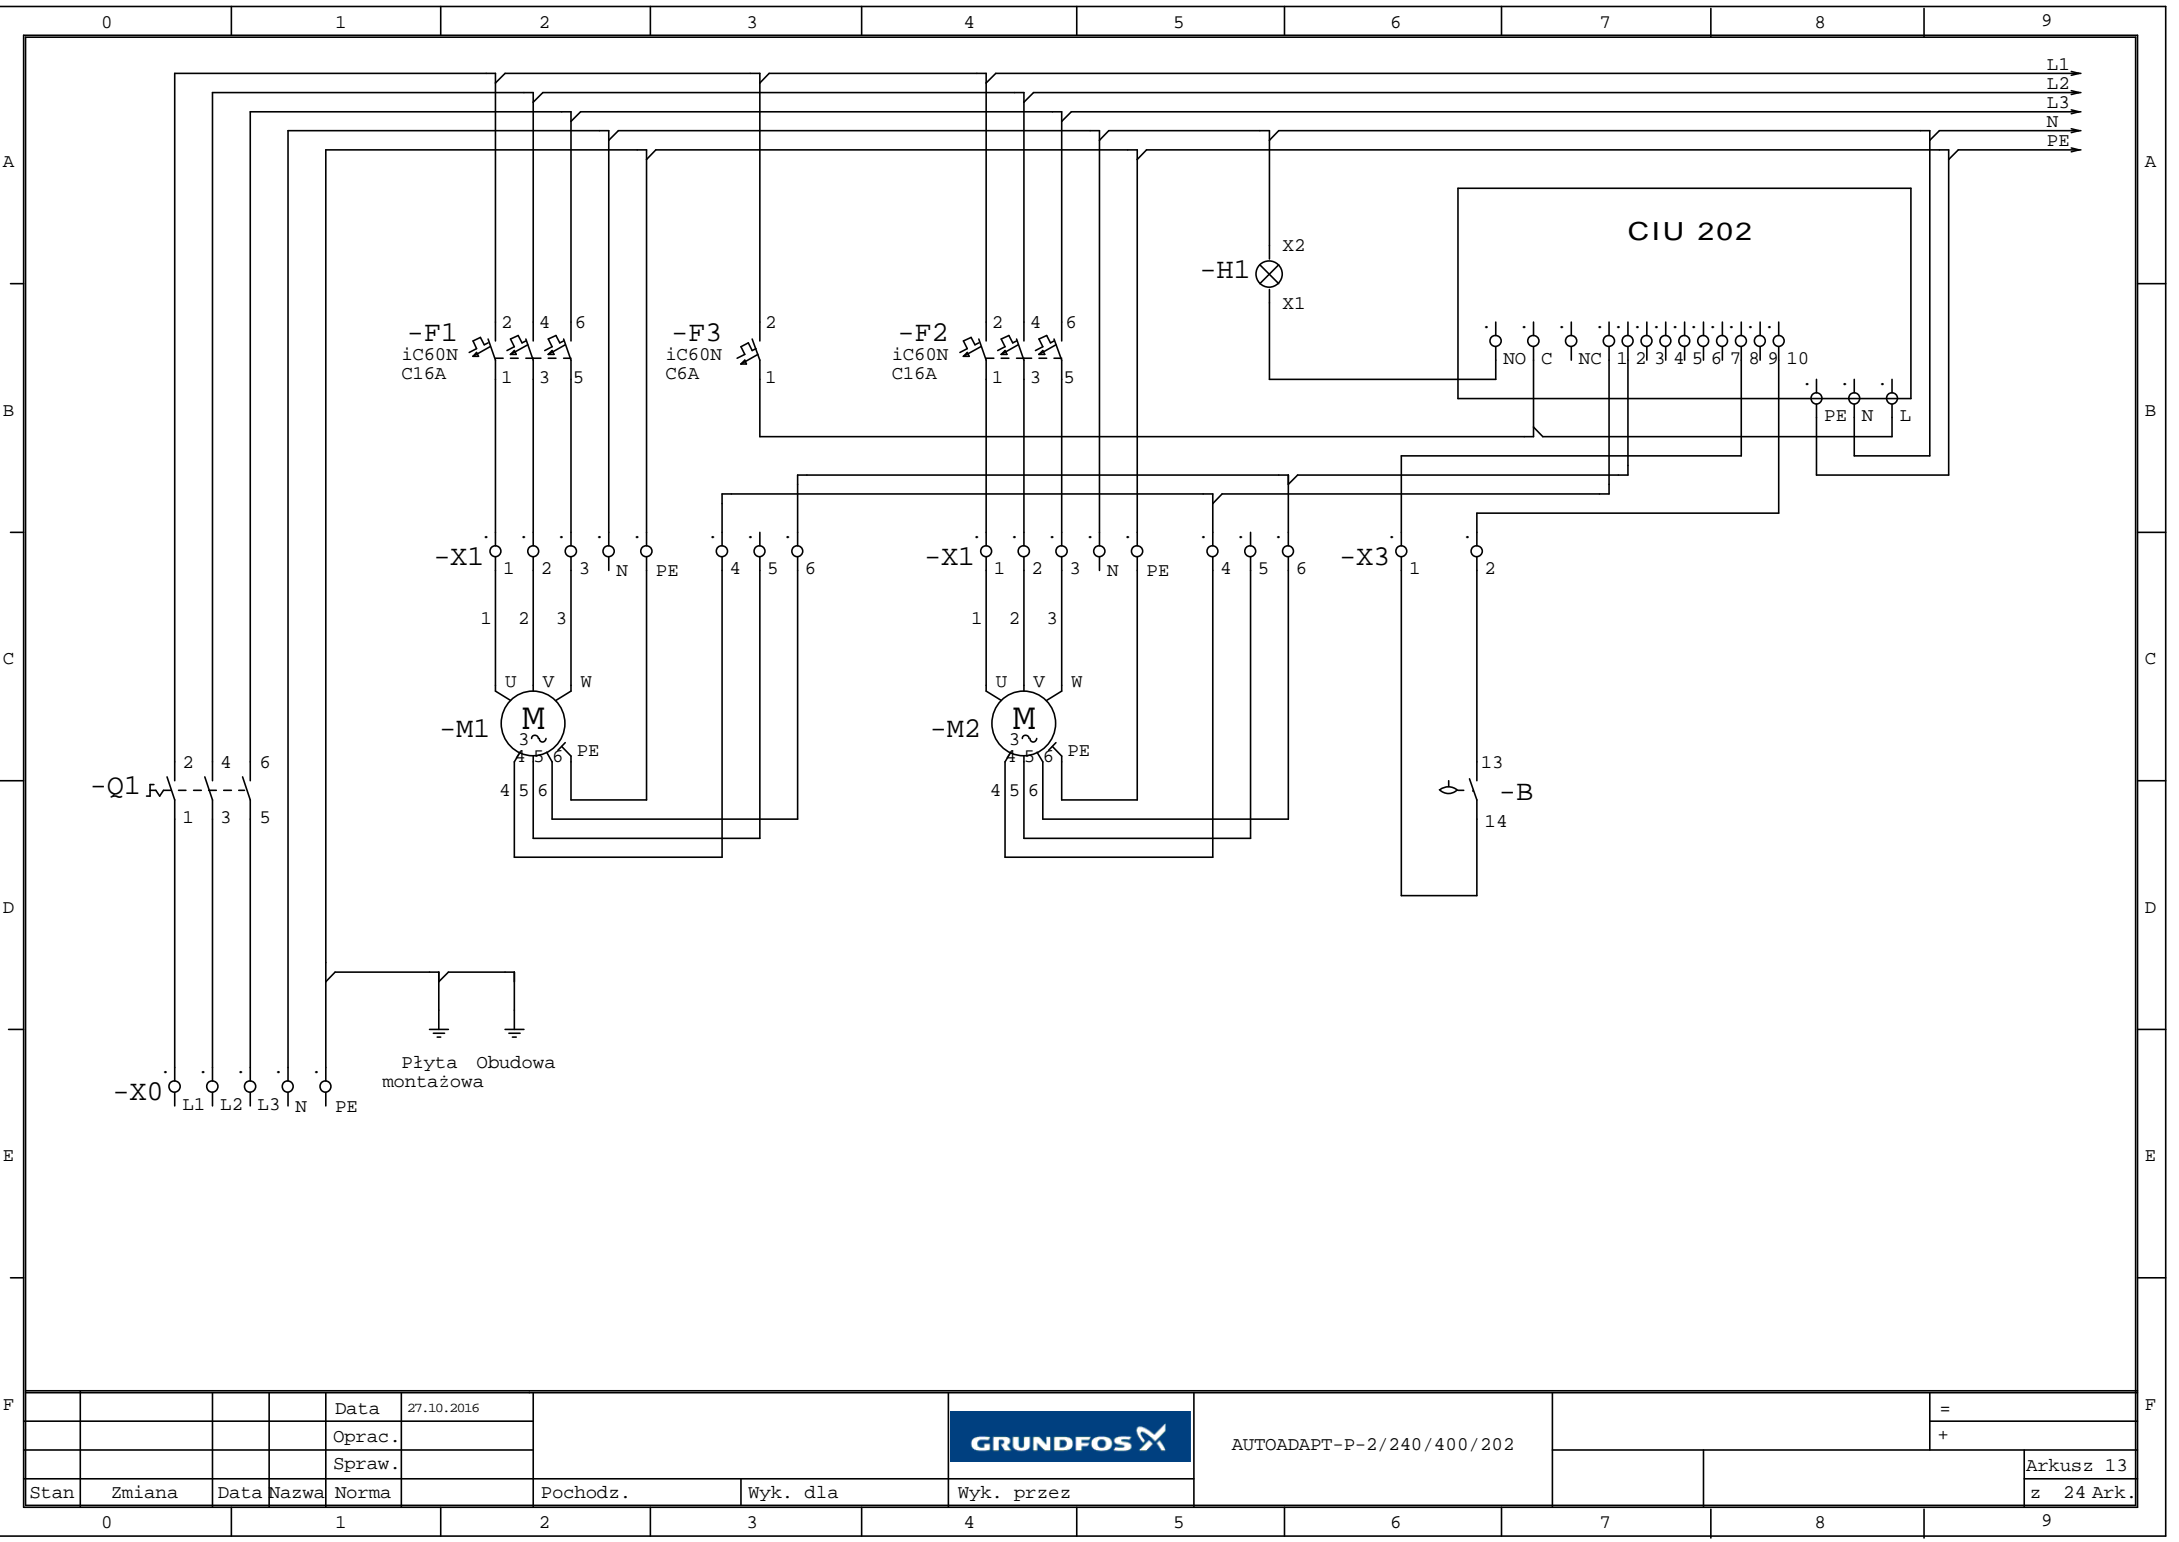 0 1 2 3 4 5 6 7 8 9
L1
L2
L3
N
PE
A A
CIU 202
X2
-H1
X1
-F1 2 4 6
iC60N
C16A 1 3 5
-F3 2
iC60N
C6A 1
-F2 2 4 6
iC60N
C16A 1 3 5
NO C NC 1 2 3 4 5 6 7 8 9 10
B B
PE N L
-X1 1 2 3 N PE 4 5 6
-X1 1 2 3 N PE 4 5 6
-X3 1 2
1 2 3
1 2 3
C C
U V W
-M1 M
3~
4 5 6 PE
4 5 6
U V W
-M2 M
3~
4 5 6 PE
4 5 6
2 4 6
-Q1
1 3 5
13
-B
14
D D
Płyta
montażowa
Obudowa
-X0 L1 L2 L3 N PE
E E
F F
Data 27.10.2016
Oprac.
Spraw.
Stan Zmiana Data Nazwa Norma
Pochodz. Wyk. dla Wyk. przez
GRUNDFOS
AUTOADAPT-P-2/240/400/202
=
+
Arkusz 13
z 24 Ark.
0 1 2 3 4 5 6 7 8 9